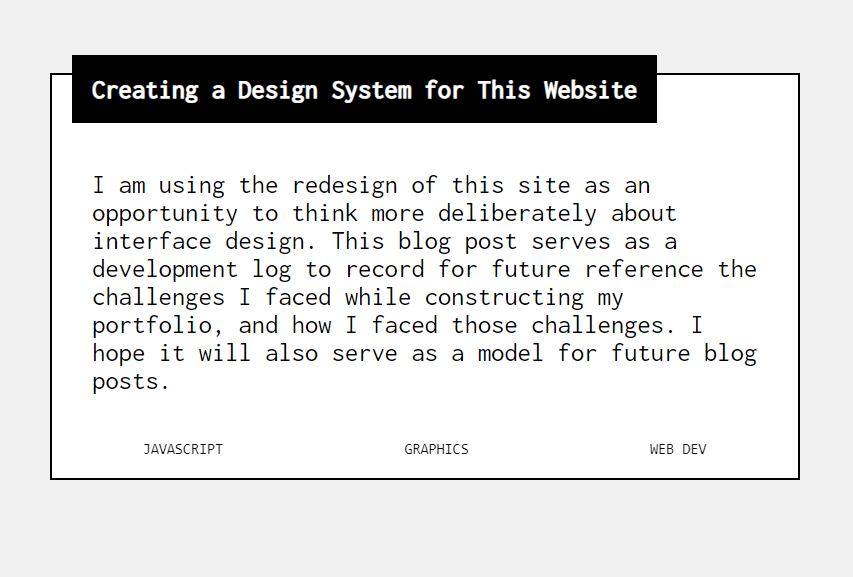 Creating a Design System for This Website
I am using the redesign of this site as an
opportunity to think more deliberately about
interface design. This blog post serves as a
development log to record for future reference the
challenges I faced while constructing my
portfolio, and how I faced those challenges. I
hope it will also serve as a model for future blog
posts.
JAVASCRIPT GRAPHICS WEB DEV